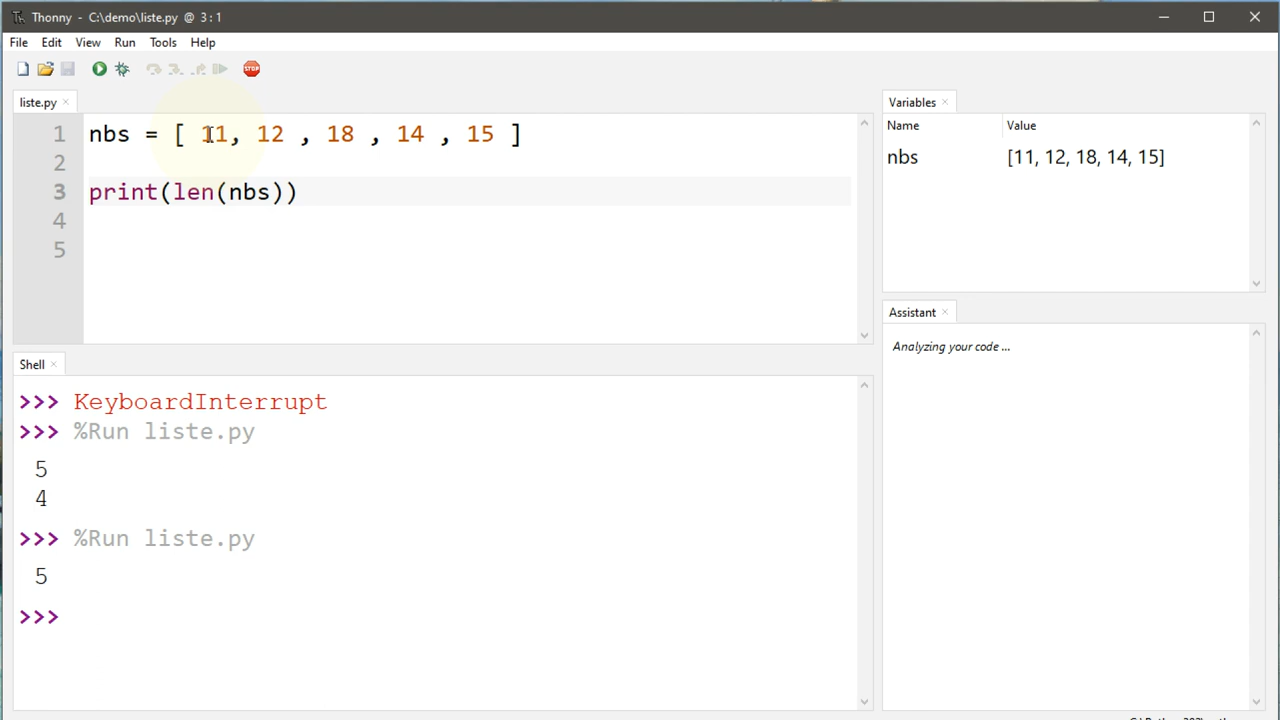 Thonny - C:\demo\liste.py @ 3 : 1
File Edit View Run Tools Help
STOP
liste.py
1 nbs = [ 11, 12 , 18 , 14 , 15 ]
2
3 print(len(nbs))
4
5
Variables
Name Value
nbs [11, 12, 18, 14, 15]
Assistant
Analyzing your code ...
Shell
>>> KeyboardInterrupt
>>> %Run liste.py
5
4
>>> %Run liste.py
5
>>>